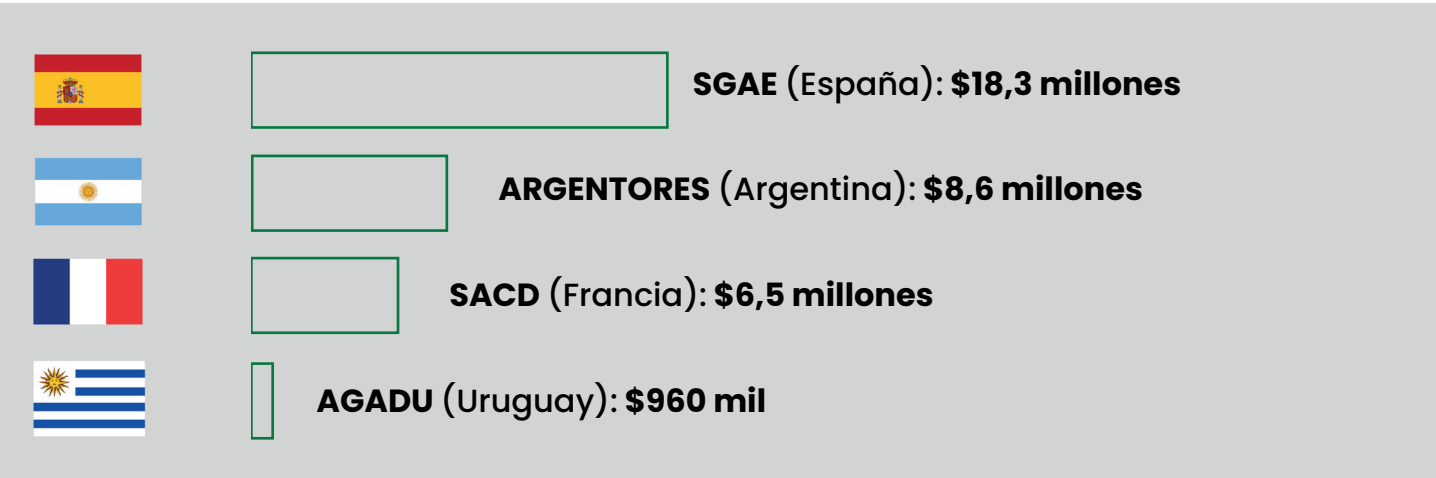 SGAE (España): $18,3 millones
ARGENTORES (Argentina): $8,6 millones
SACD (Francia): $6,5 millones
AGADU (Uruguay): $960 mil